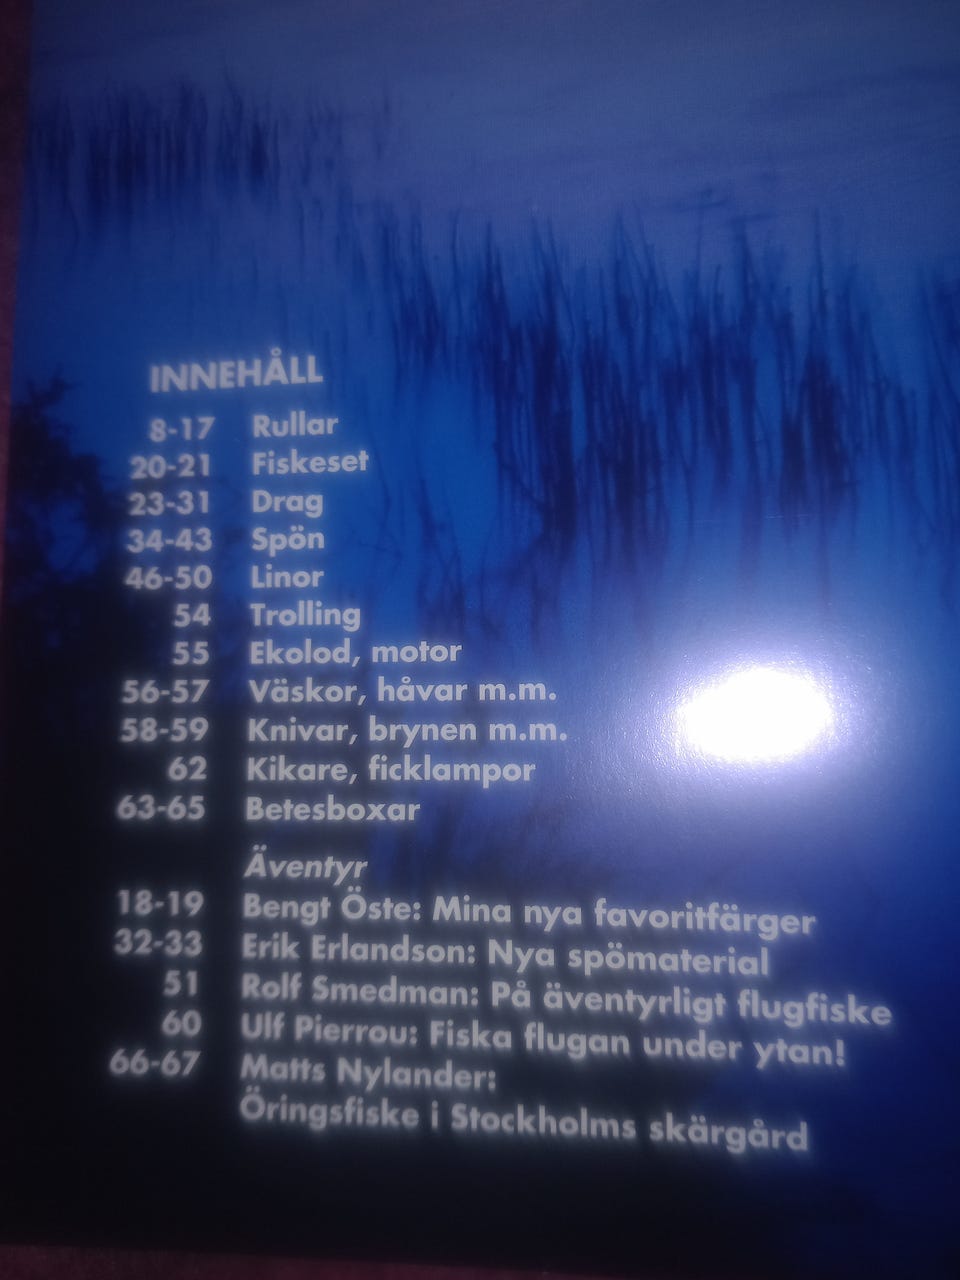 INNEHÅLL
8-17 Rullar
20-21 Fiskeset
23-31 Drag
34-43 Spön
46-50 Linor
54 Trolling
55 Ekolod, motor
56-57 Väskor, håvar m.m.
58-59 Knivar, brynen m.m.
62 Kikare, ficklampor
63-65 Betesboxar
Äventyr
18-19 Bengt Öste: Mina nya favoritfärger
32-33 Erik Erlandson: Nya spömaterial
51 Rolf Smedman: På äventyrligt flugfiske
60 Ulf Pierrou: Fiska flugan under ytan!
66-67 Matts Nylander:
Öringsfiske i Stockholms skärgård